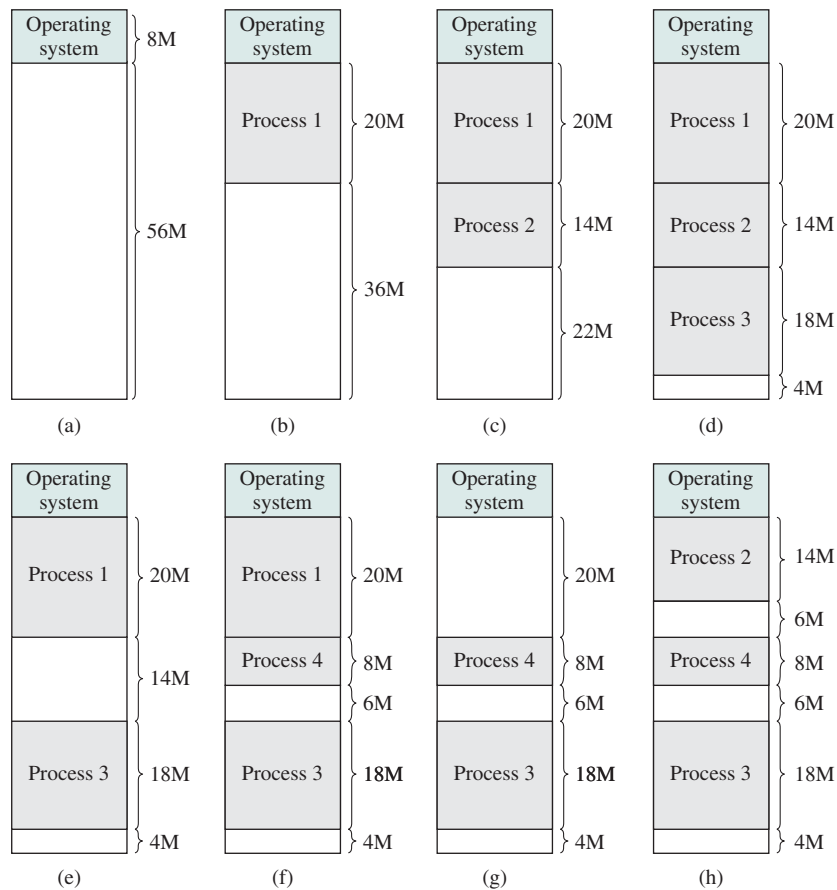 Operating
system
8M
56M
(a)
Operating
system
Process 1
20M
36M
(b)
Operating
system
Process 1
20M
Process 2
14M
22M
(c)
Operating
system
Process 1
20M
Process 2
14M
Process 3
18M
4M
(d)
Operating
system
Process 1
20M
14M
Process 3
18M
4M
(e)
Operating
system
Process 1
20M
Process 4
8M
6M
Process 3
18M
4M
(f)
Operating
system
20M
Process 4
8M
6M
Process 3
18M
4M
(g)
Operating
system
Process 2
14M
6M
Process 4
8M
6M
Process 3
18M
4M
(h)